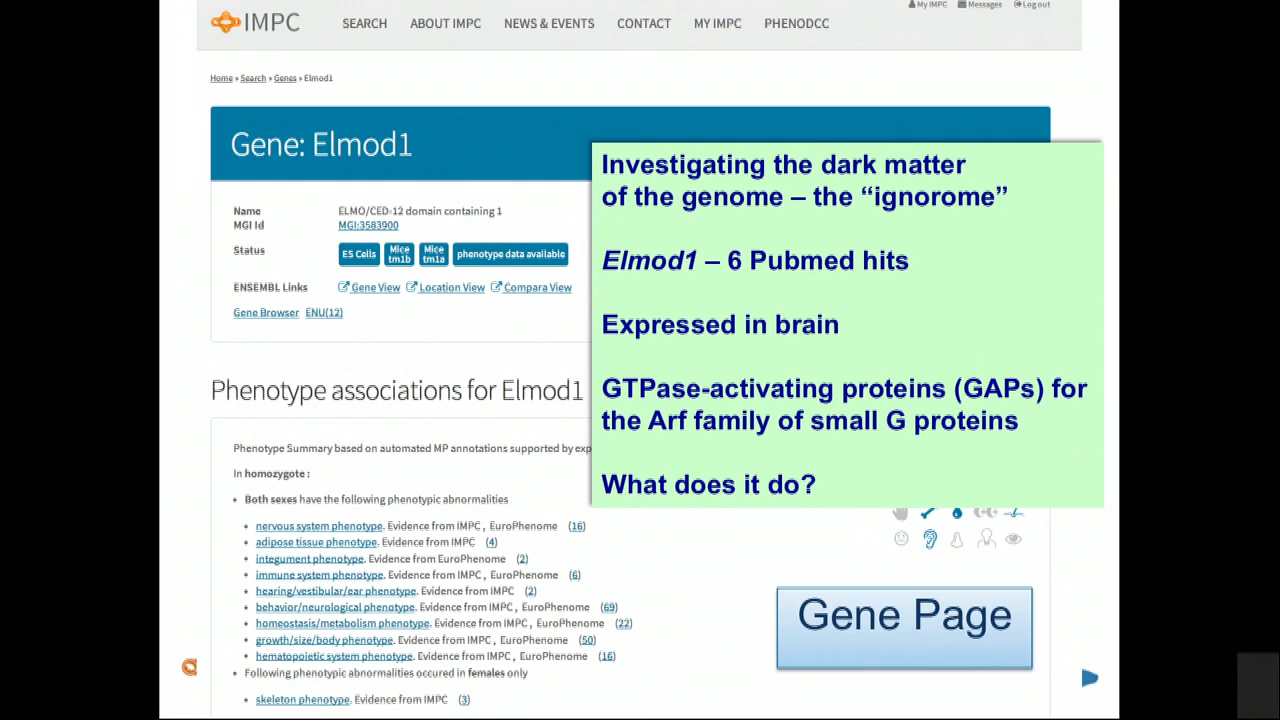 My IMPC Messages Log out
IMPC SEARCH ABOUT IMPC NEWS & EVENTS CONTACT MY IMPC PHENODCC
Home » Search » Genes » Elmod1
Gene: Elmod1
Name ELMO/CED-12 domain containing 1
MGI Id MGI:3583900
Status ES Cells Mice tm1b Mice tm1a phenotype data available
ENSEMBL Links Gene View Location View Compara View
Gene Browser ENU(12)
Investigating the dark matter
of the genome – the “ignorome”
Elmod1 – 6 Pubmed hits
Expressed in brain
GTPase-activating proteins (GAPs) for
the Arf family of small G proteins
What does it do?
Phenotype associations for Elmod1
Phenotype Summary based on automated MP annotations supported by
In homozygote :
• Both sexes have the following phenotypic abnormalities
• nervous system phenotype. Evidence from IMPC , EuroPhenome (16)
• adipose tissue phenotype. Evidence from IMPC (4)
• integument phenotype. Evidence from EuroPhenome (2)
• immune system phenotype. Evidence from IMPC , EuroPhenome (6)
• hearing/vestibular/ear phenotype. Evidence from IMPC (2)
• behavior/neurological phenotype. Evidence from IMPC , EuroPhenome (69)
• homeostasis/metabolism phenotype. Evidence from IMPC , EuroPhenome (22)
• growth/size/body phenotype. Evidence from IMPC , EuroPhenome (50)
• hematopoietic system phenotype. Evidence from IMPC , EuroPhenome (16)
• Following phenotypic abnormalities occured in females only
• skeleton phenotype. Evidence from IMPC (3)
Gene Page